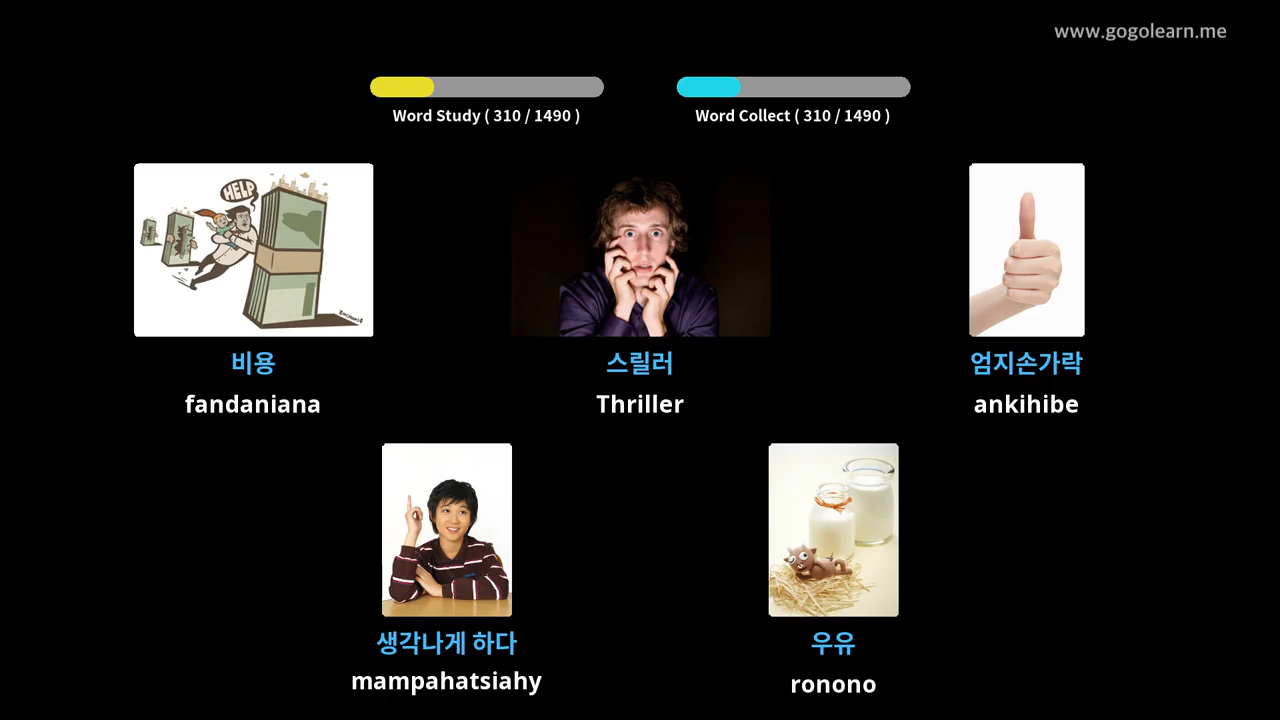 www.gogolearn.me
Word Study ( 310 / 1490 )
Word Collect ( 310 / 1490 )
HELP
비용
fandaniana
스릴러
Thriller
엄지손가락
ankihibe
생각나게 하다
mampahatsiahy
우유
ronono